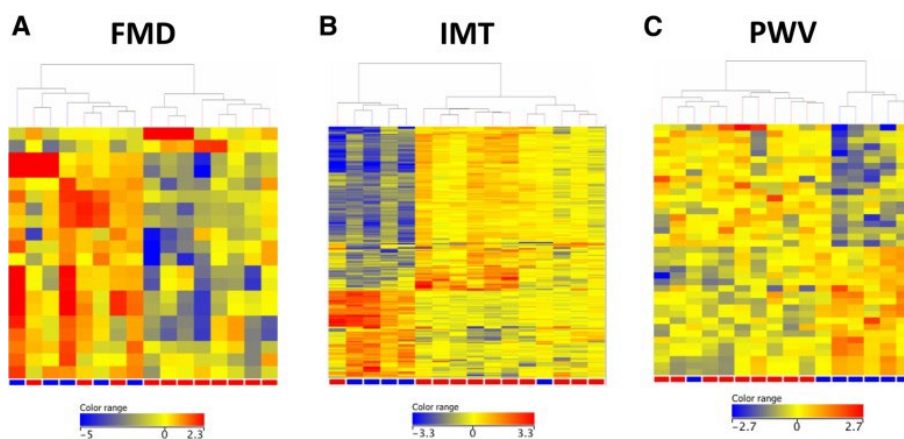 A FMD
B IMT
C PWV
Color range
-5 0 2.3
Color range
-3.3 0 3.3
Color range
-2.7 0 2.7